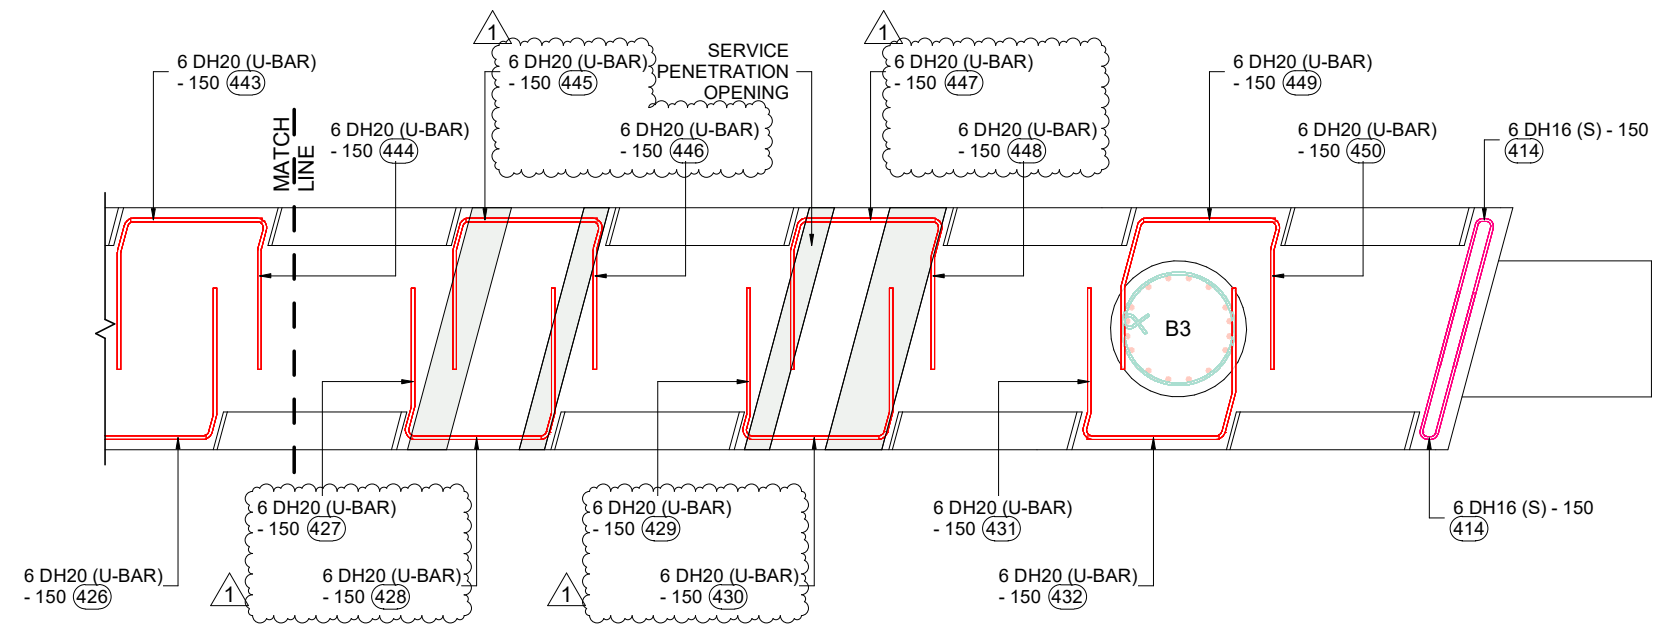 1
1
6 DH20 (U-BAR)
- 150 443
6 DH20 (U-BAR)
- 150 445
SERVICE
PENETRATION
OPENING
6 DH20 (U-BAR)
- 150 447
6 DH20 (U-BAR)
- 150 449
MATCH
LINE
6 DH20 (U-BAR)
- 150 444
6 DH20 (U-BAR)
- 150 446
6 DH20 (U-BAR)
- 150 448
6 DH20 (U-BAR)
- 150 450
6 DH16 (S) - 150
414
B3
6 DH20 (U-BAR)
- 150 427
6 DH20 (U-BAR)
- 150 429
6 DH20 (U-BAR)
- 150 431
6 DH16 (S) - 150
414
6 DH20 (U-BAR)
- 150 426
1
6 DH20 (U-BAR)
- 150 428
1
6 DH20 (U-BAR)
- 150 430
6 DH20 (U-BAR)
- 150 432